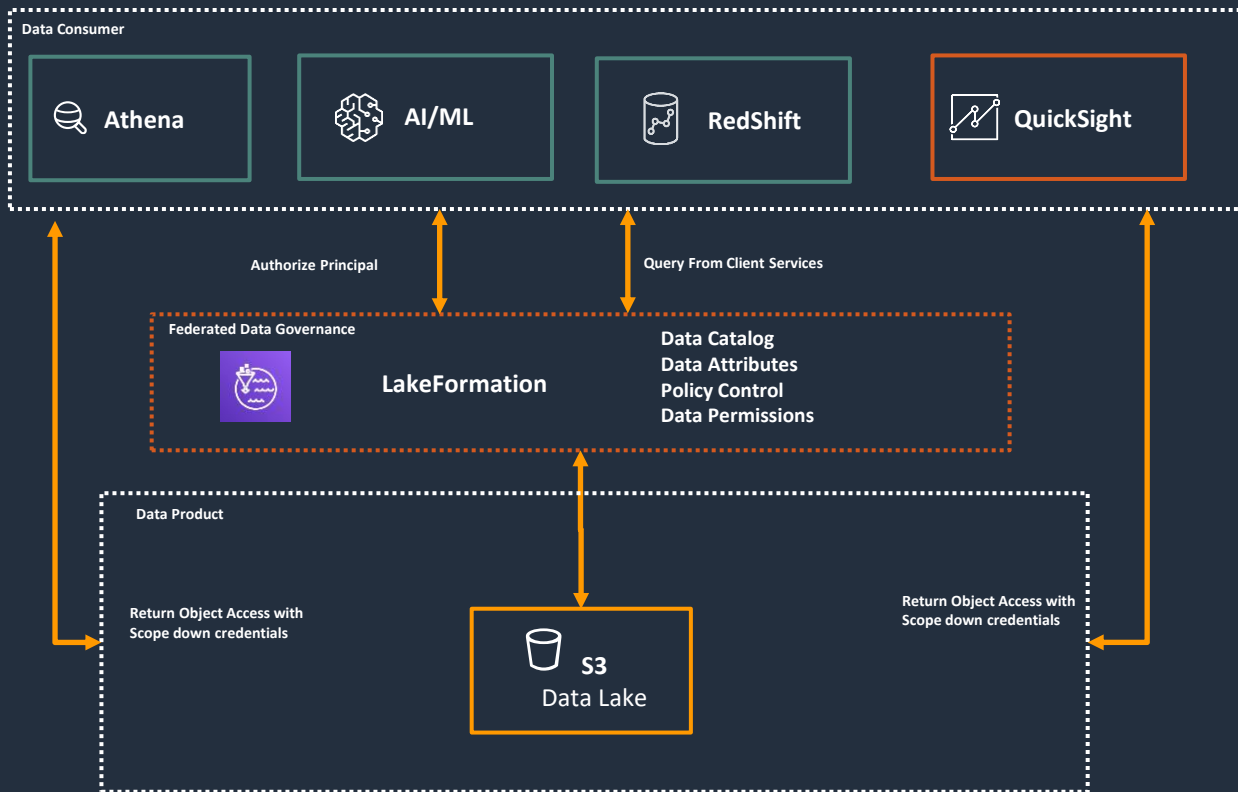 Data Consumer
Athena
AI/ML
RedShift
QuickSight
Authorize Principal
Query From Client Services
Federated Data Governance
LakeFormation
Data Catalog
Data Attributes
Policy Control
Data Permissions
Data Product
Return Object Access with
Scope down credentials
Return Object Access with
Scope down credentials
S3
Data Lake